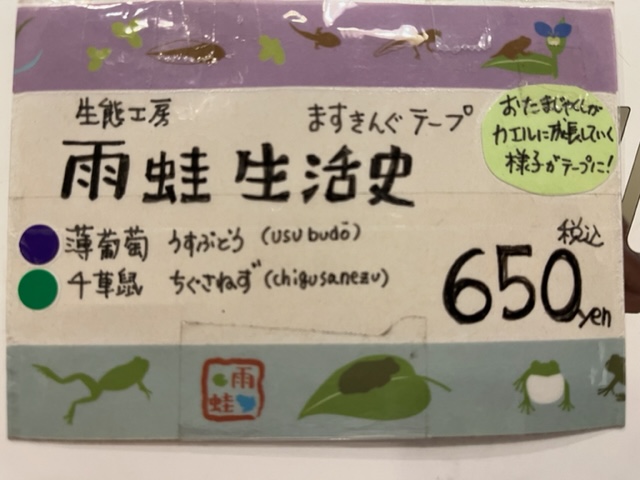 生態工房
ますきんぐテープ
雨蛙生活史
おたまじゃくしが
カエルに成長していく
様子がテープに!
薄葡萄 うすぶどう (usubudō)
千草鼠 ちぐさねず (chigusanezu)
税込
650yen
雨
蛙